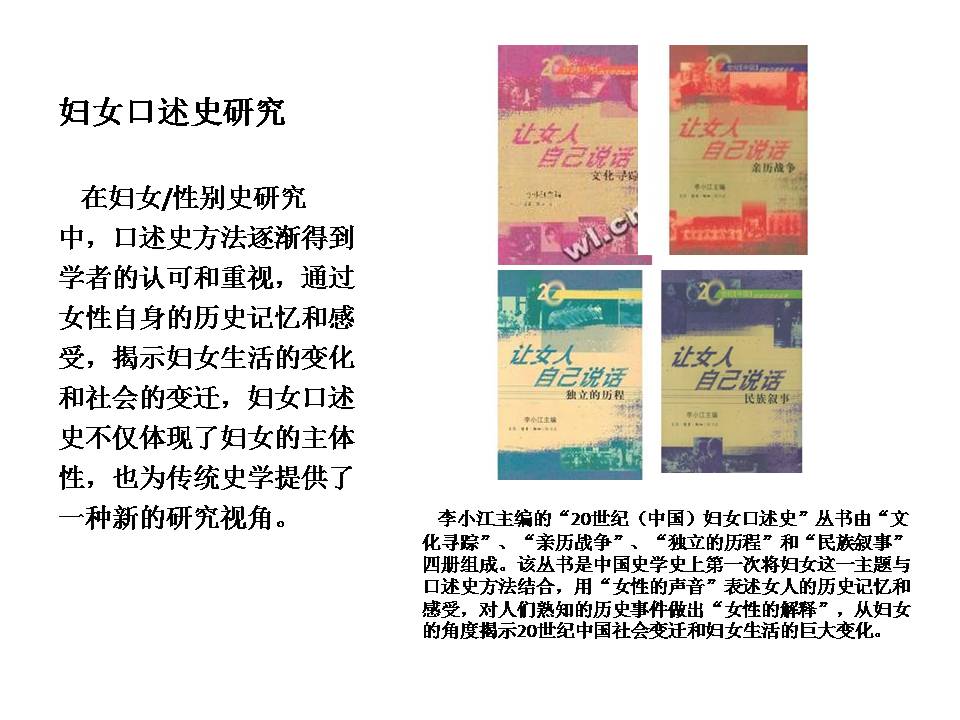 妇女口述史研究
在妇女/性别史研究
中，口述史方法逐渐得到
学者的认可和重视，通过
女性自身的历史记忆和感
受，揭示妇女生活的变化
和社会的变迁，妇女口述
史不仅体现了妇女的主体
性，也为传统史学提供了
一种新的研究视角。
20
让女人
自己说话
文化寻踪
小江主编
wl.cn
20
让女人
自己说话
亲历战争
李小江主编
20
让女人
自己说话
独立的历程
李小江主编
20
让女人
自己说话
民族叙事
李小江主编
李小江主编的“20世纪（中国）妇女口述史”丛书由“文
化寻踪”、“亲历战争”、“独立的历程”和“民族叙事”
四册组成。该丛书是中国史学史上第一次将妇女这一主题与
口述史方法结合，用“女性的声音”表述女人的历史记忆和
感受，对人们熟知的历史事件做出“女性的解释”，从妇女
的角度揭示20世纪中国社会变迁和妇女生活的巨大变化。